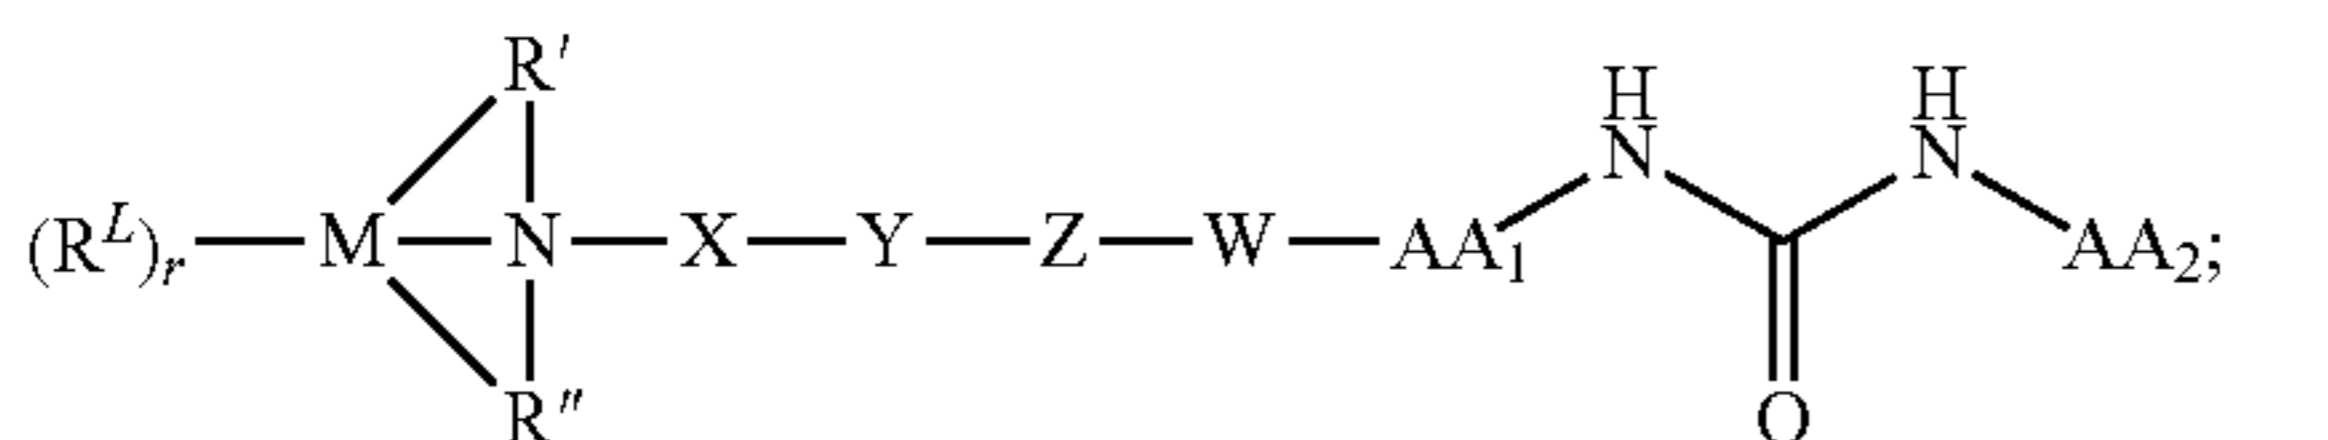 R′
H H
N N
(R^L)_r—M—N—X—Y—Z—W—AA₁ AA₂;
R″ O